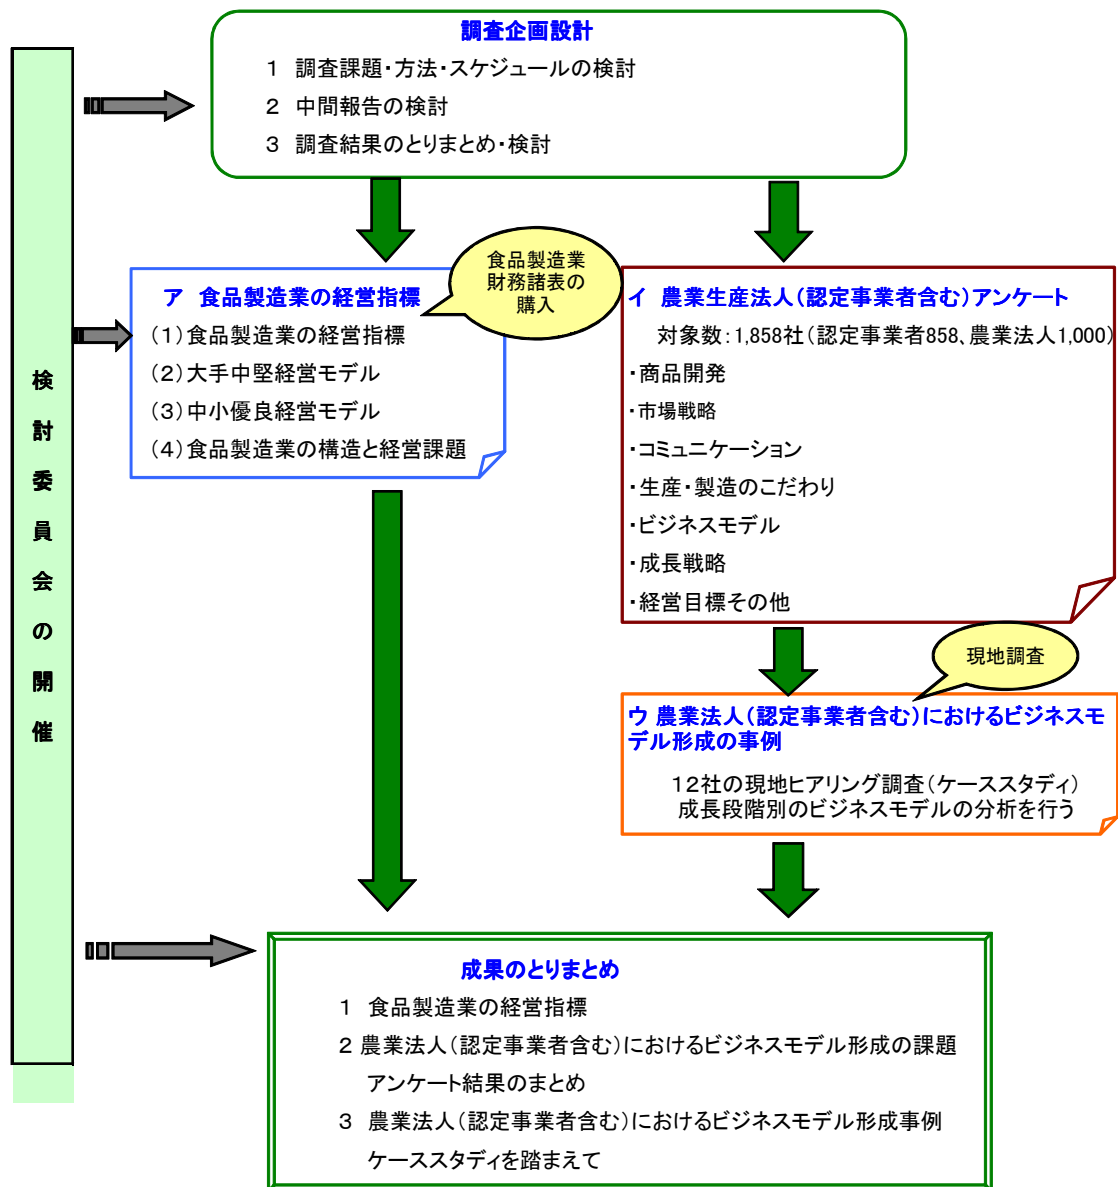 調査企画設計
1 調査課題・方法・スケジュールの検討
2 中間報告の検討
3 調査結果のとりまとめ・検討
検討委員会の開催
食品製造業
財務諸表の
購入
ア 食品製造業の経営指標
(1)食品製造業の経営指標
(2)大手中堅経営モデル
(3)中小優良経営モデル
(4)食品製造業の構造と経営課題
イ 農業生産法人(認定事業者含む)アンケート
対象数:1,858社(認定事業者858、農業法人1,000)
・商品開発
・市場戦略
・コミュニケーション
・生産・製造のこだわり
・ビジネスモデル
・成長戦略
・経営目標その他
現地調査
ウ 農業法人(認定事業者含む)におけるビジネスモ
デル形成の事例
12社の現地ヒアリング調査(ケーススタディ)
成長段階別のビジネスモデルの分析を行う
成果のとりまとめ
1 食品製造業の経営指標
2 農業法人(認定事業者含む)におけるビジネスモデル形成の課題
アンケート結果のまとめ
3 農業法人(認定事業者含む)におけるビジネスモデル形成事例
ケーススタディを踏まえて